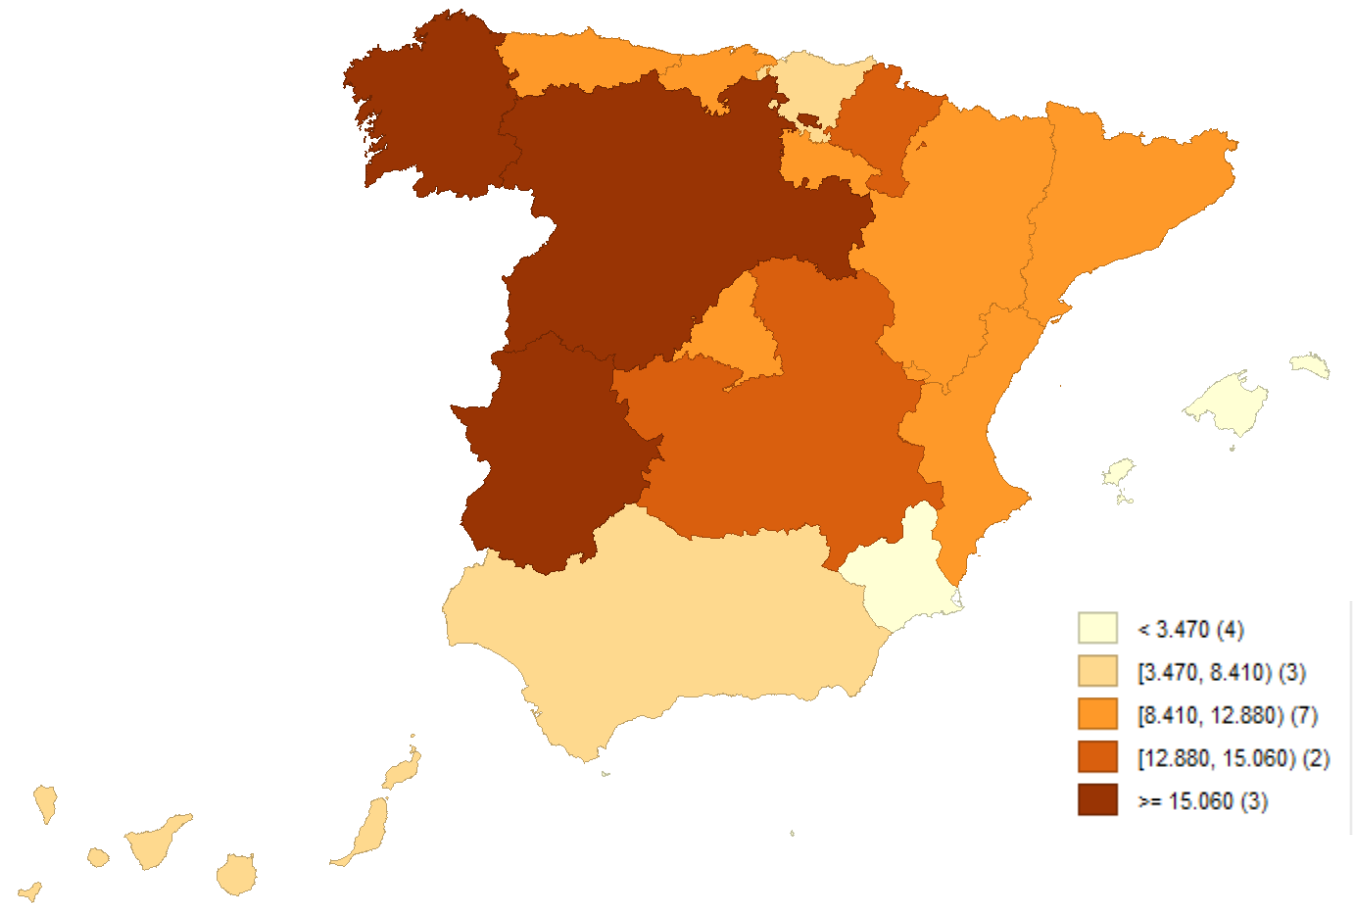 < 3.470 (4)
[3.470, 8.410) (3)
[8.410, 12.880) (7)
[12.880, 15.060) (2)
>= 15.060 (3)